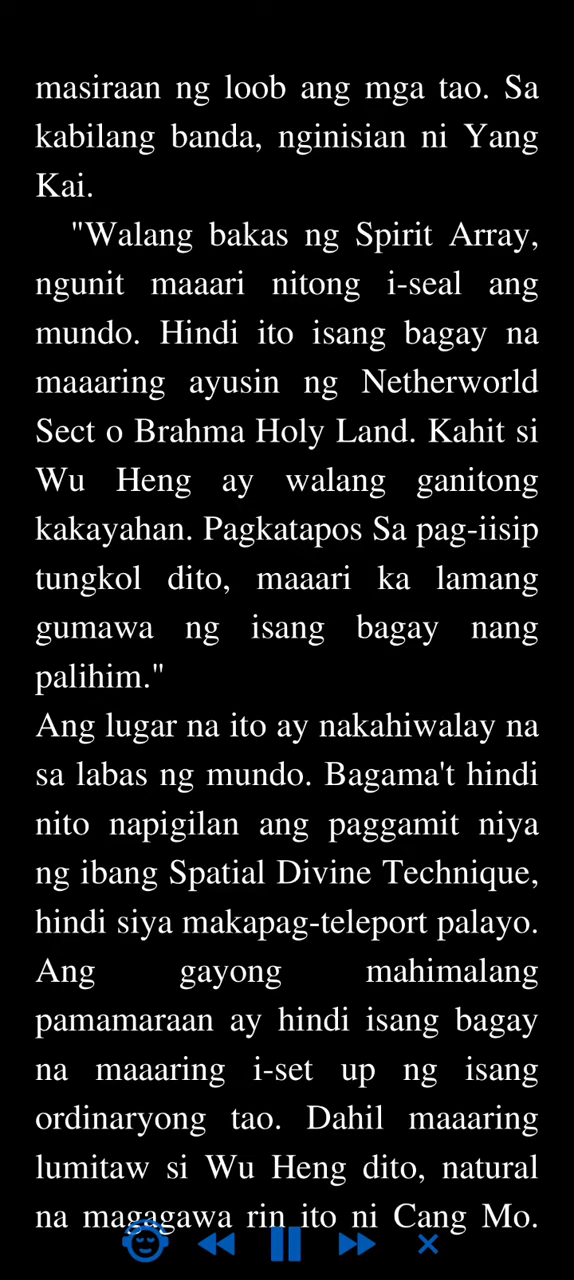 masiraan ng loob ang mga tao. Sa
kabilang banda, nginisian ni Yang
Kai.
"Walang bakas ng Spirit Array,
ngunit maaari nitong i-seal ang
mundo. Hindi ito isang bagay na
maaaring ayusin ng Netherworld
Sect o Brahma Holy Land. Kahit si
Wu Heng ay walang ganitong
kakayahan. Pagkatapos Sa pag-iisip
tungkol dito, maaari ka lamang
gumawa ng isang bagay nang
palihim."
Ang lugar na ito ay nakahiwalay na
sa labas ng mundo. Bagama't hindi
nito napigilan ang paggamit niya
ng ibang Spatial Divine Technique,
hindi siya makapag-teleport palayo.
Ang gayong mahimalang
pamamaraan ay hindi isang bagay
na maaaring i-set up ng isang
ordinaryong tao. Dahil maaaring
lumitaw si Wu Heng dito, natural
na magagawa rin ito ni Cang Mo.